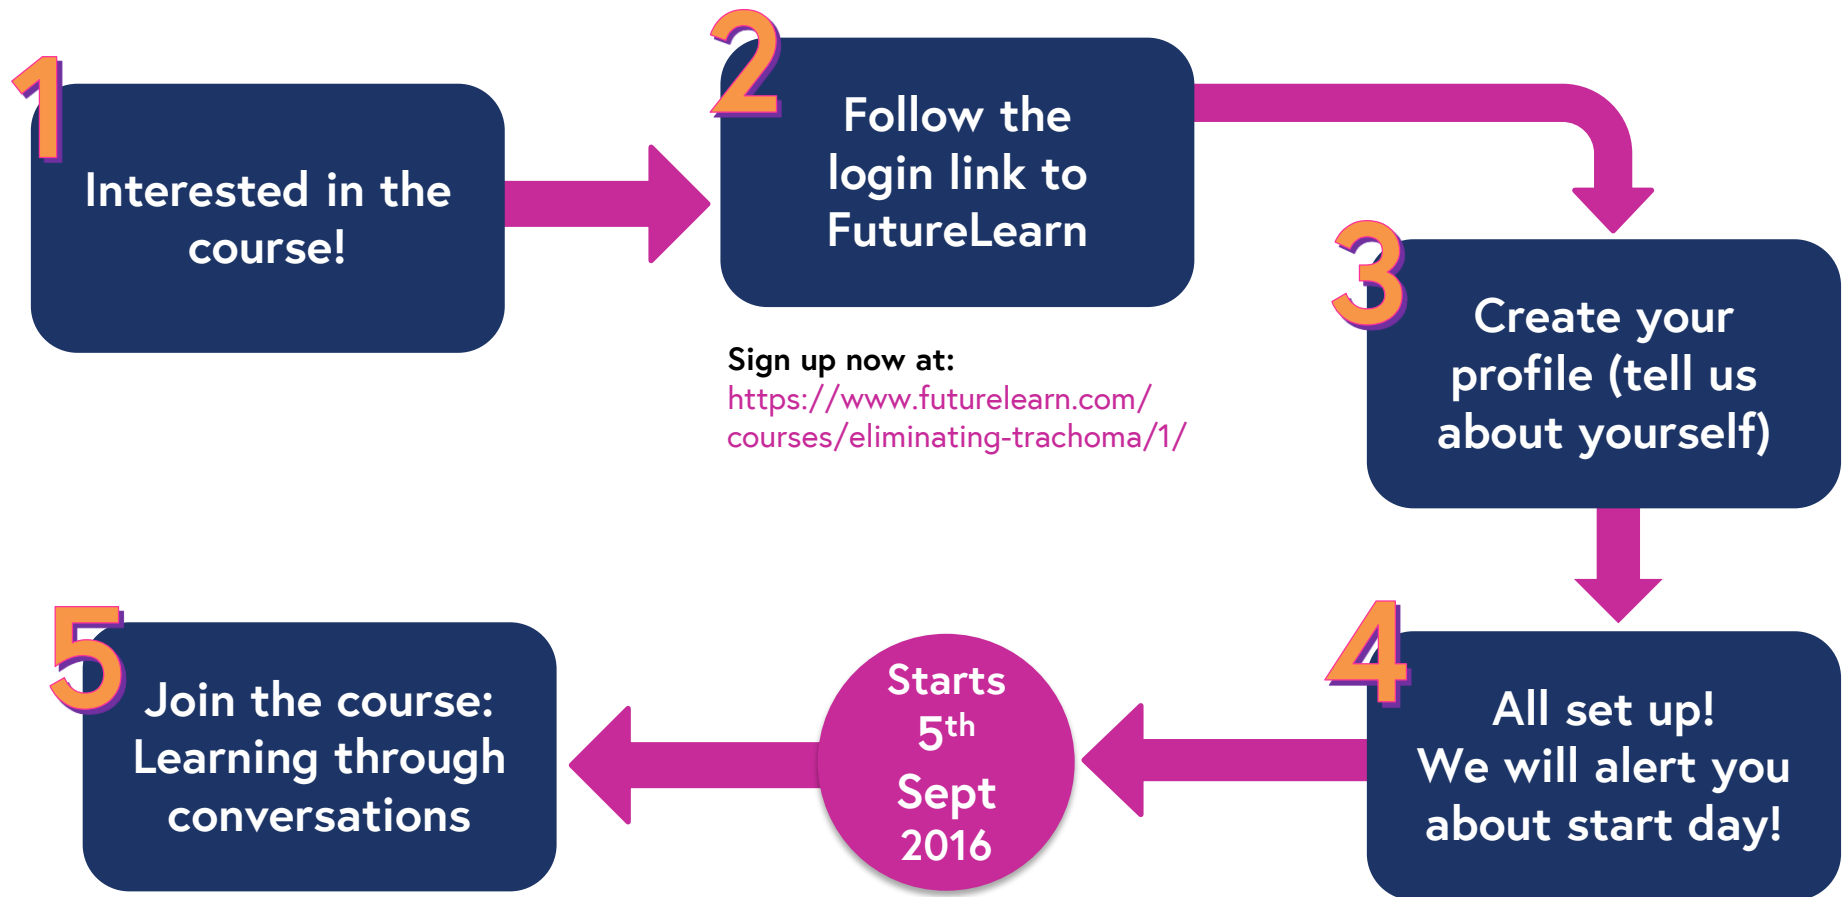 1
Interested in the
course!
2
Follow the
login link to
FutureLearn
Sign up now at:
https://www.futurelearn.com/
courses/eliminating-trachoma/1/
3
Create your
profile (tell us
about yourself)
4
All set up!
We will alert you
about start day!
Starts
5th
Sept
2016
5
Join the course:
Learning through
conversations